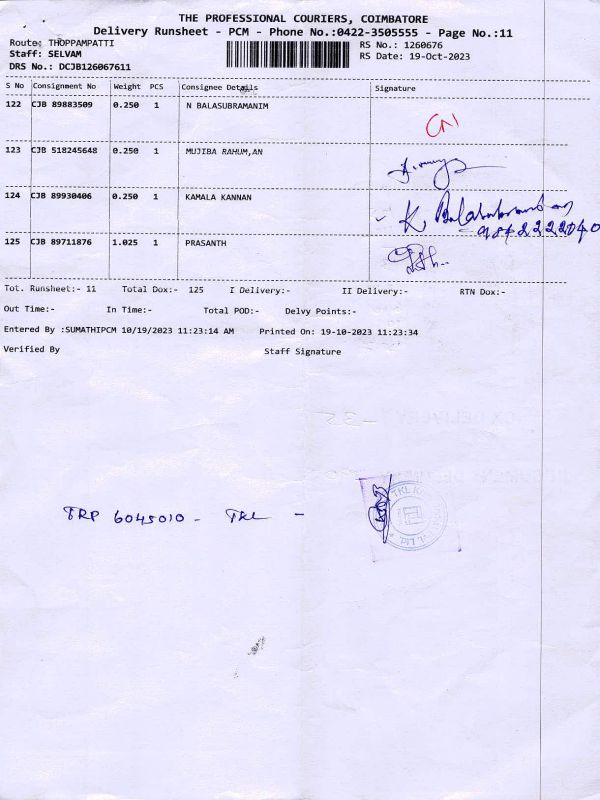 THE PROFESSIONAL COURIERS, COIMBATORE
Delivery Runsheet - PCM - Phone No.:0422-3505555 - Page No.:11
Route: THOPPAMPATTI
RS No.: 1260676
Staff: SELVAM
RS Date: 19-Oct-2023
DRS No.: DCJB126067611
S No Consignment No Weight PCS Consignee Details Signature
122 CJB 89883509 0.250 1 N BALASUBRAMANIM
123 CJB 518245648 0.250 1 MUJIBA RAHUM,AN
124 CJB 89930406 0.250 1 KAMALA KANNAN K Balasubramaniam
125 CJB 89711876 1.025 1 PRASANTH
Tot. Runsheet:- 11 Total Dox:- 125 I Delivery:- II Delivery:- RTN Dox:-
Out Time:- In Time:- Total POD:- Delvy Points:-
Entered By :SUMATHIPCM 10/19/2023 11:23:14 AM Printed On: 19-10-2023 11:23:34
Verified By Staff Signature
TRP 6045010 - TKL -
TKL